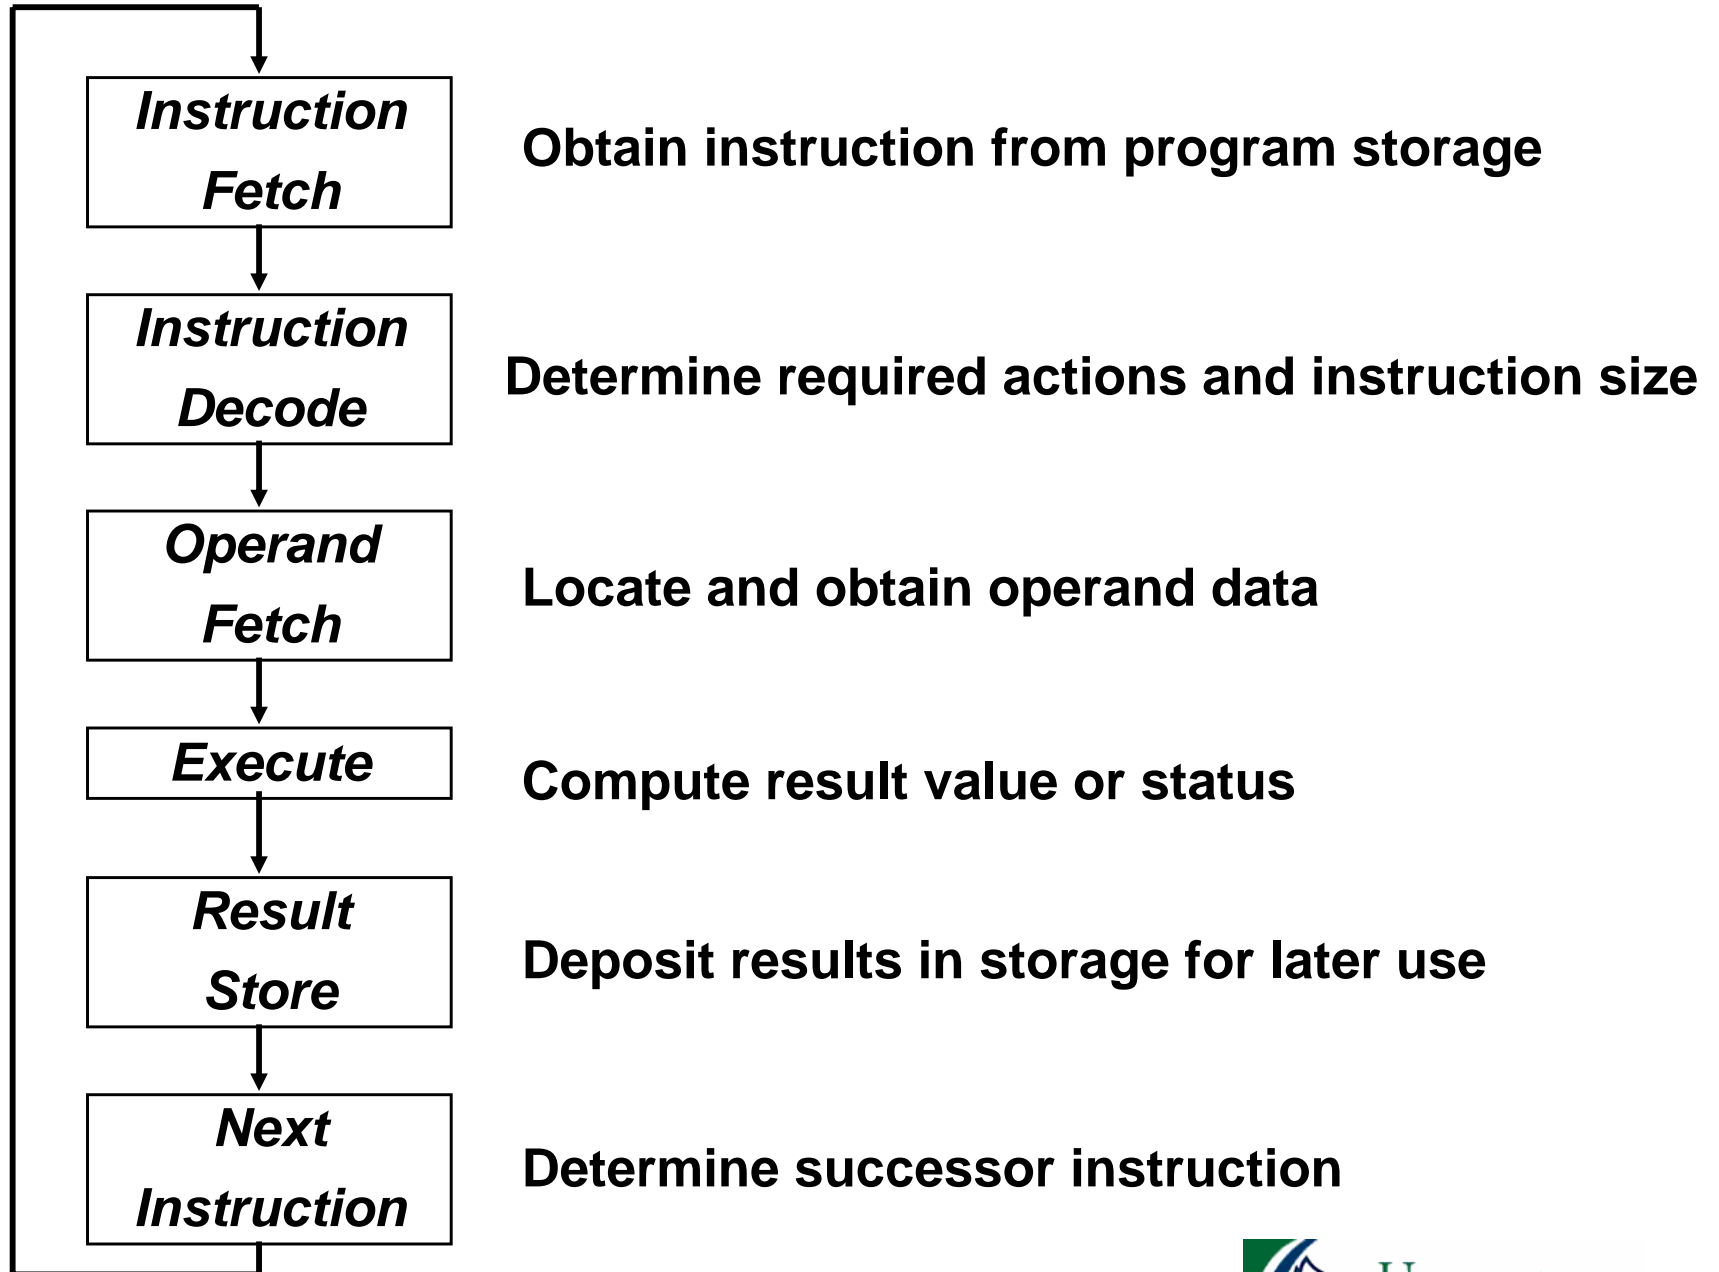 Instruction
Fetch
Obtain instruction from program storage
Instruction
Decode
Determine required actions and instruction size
Operand
Fetch
Locate and obtain operand data
Execute
Compute result value or status
Result
Store
Deposit results in storage for later use
Next
Instruction
Determine successor instruction